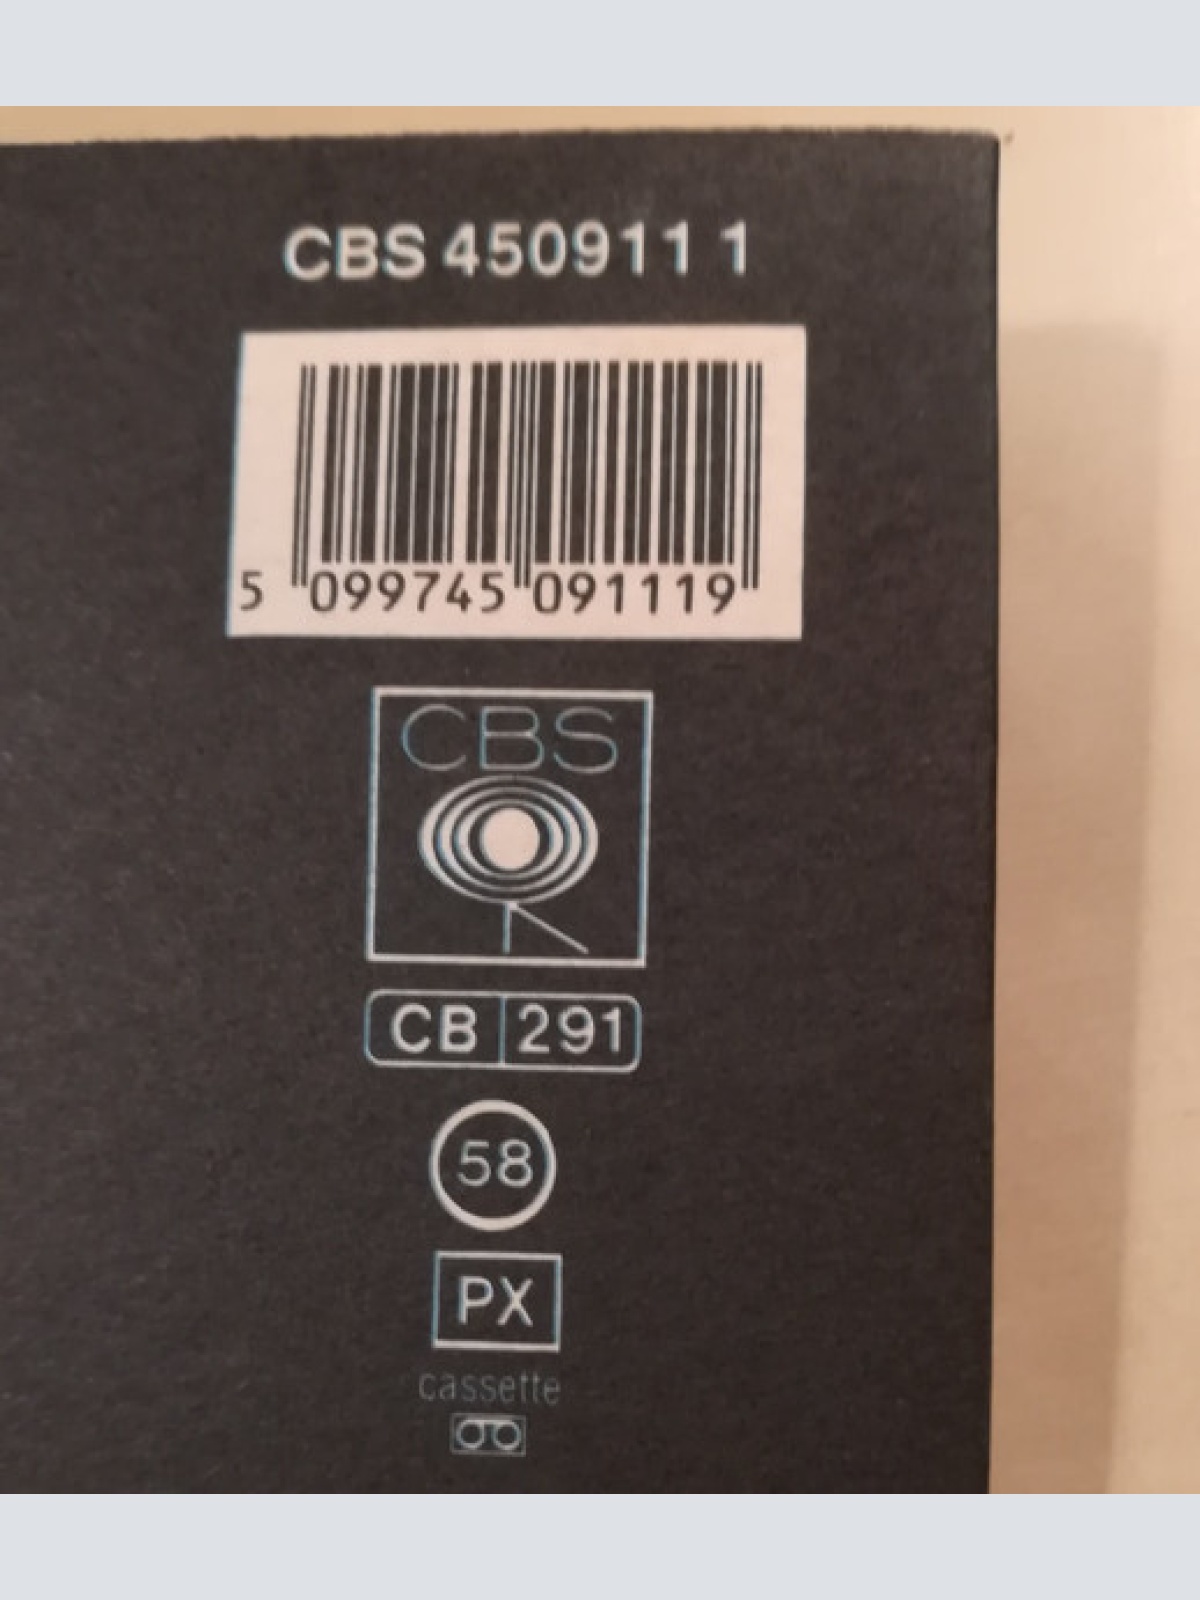 CBS 450911 1
5 099745 091119
CBS
CB 291
58
PX
cassette